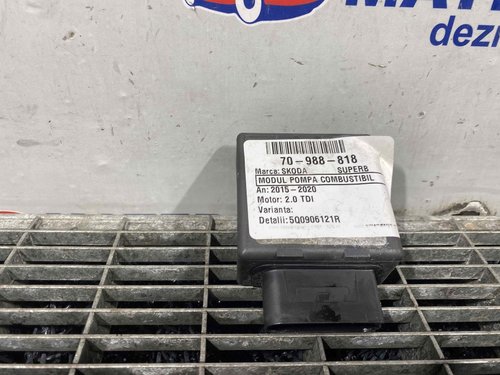 dezm
70-988-818
Marca: SKODA SUPERB
MODUL POMPA COMBUSTIBIL
An: 2015-2020
Motor: 2.0 TDI
Varianta:
Detalii: 5Q0906121R